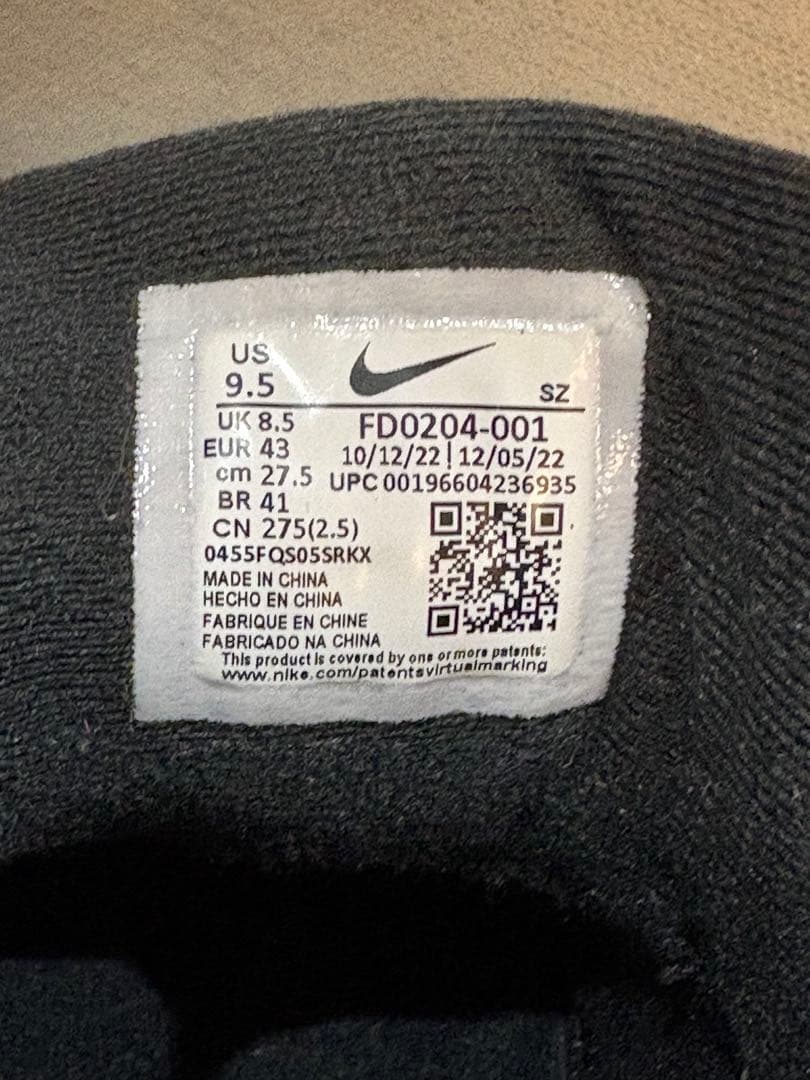 US
9.5
SZ
UK 8.5
EUR 43
cm 27.5
BR 41
CN 275(2.5)
FD0204-001
10/12/22 | 12/05/22
UPC 00196604236935
0455FQS05SRKX
MADE IN CHINA
HECHO EN CHINA
FABRIQUE EN CHINE
FABRICADO NA CHINA
This product is covered by one or more patents:
www.nike.com/patentsvirtualmarking